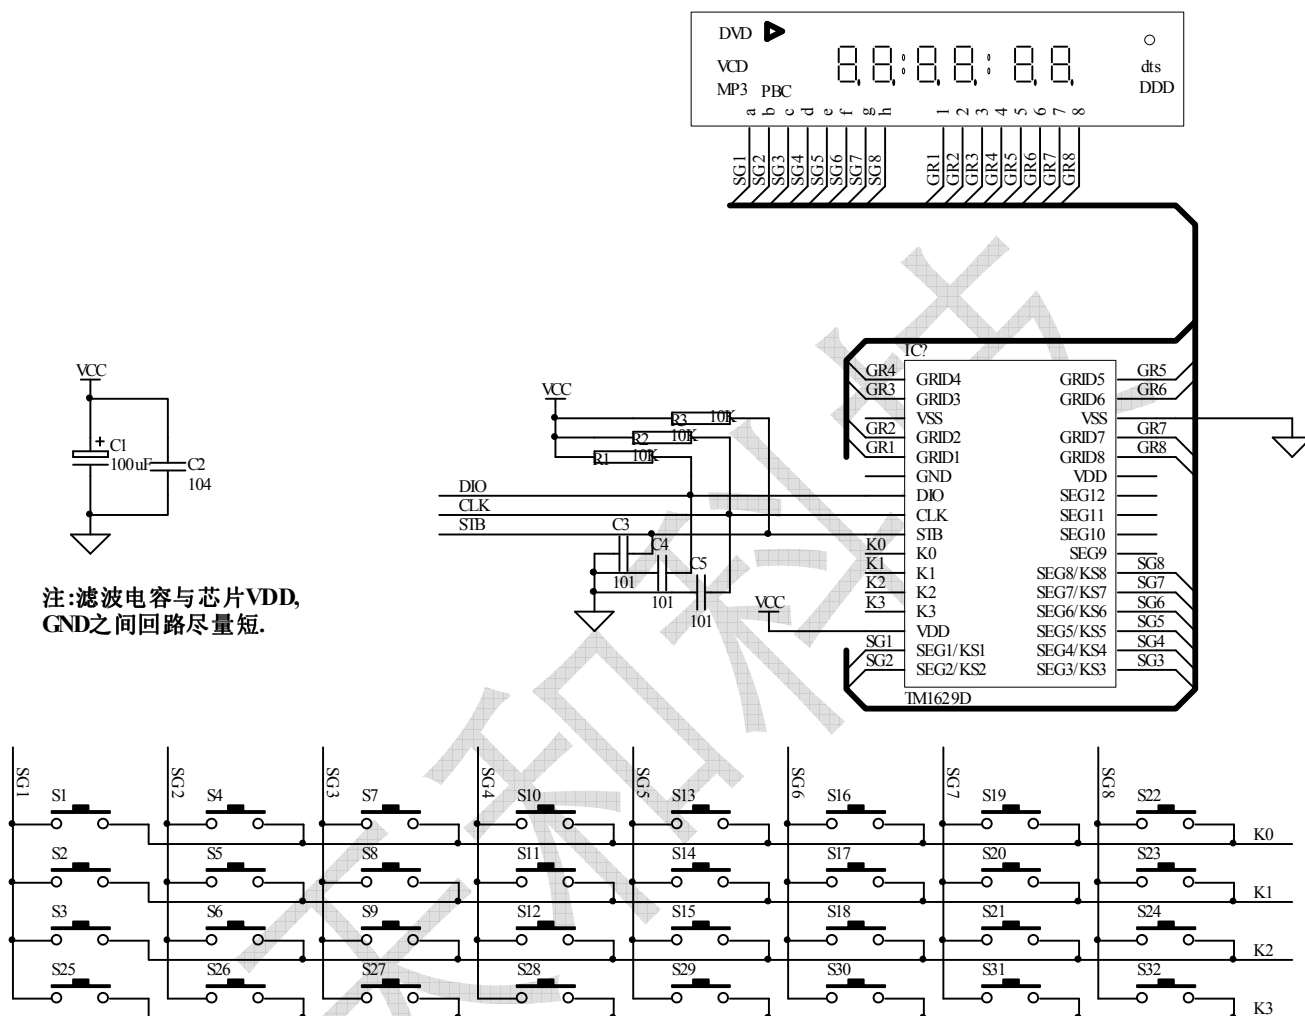 DVD
VCD
dts
MP3 PBC
DDD
a b c d e f g h 1 2 3 4 5 6 7 8
SG1 SG2 SG3 SG4 SG5 SG6 SG7 SG8 GR1 GR2 GR3 GR4 GR5 GR6 GR7 GR8
VCC
+ C1
100uF
C2
104
注:滤波电容与芯片VDD,
GND之间回路尽量短.
VCC
R3 10K
R2 10K
R1 10K
DIO
CLK
STB
C3
101
C4
101
C5
101
VCC
K0
K1
K2
K3
IC?
GR4 GRID4 GRID5 GR5
GR3 GRID3 GRID6 GR6
VSS VSS
GR2 GRID2 GRID7 GR7
GR1 GRID1 GRID8 GR8
GND VDD
DIO SEG12
CLK SEG11
STB SEG10
K0 SEG9
K1 SEG8/KS8 SG8
K2 SEG7/KS7 SG7
K3 SEG6/KS6 SG6
VDD SEG5/KS5 SG5
SG1 SEG1/KS1 SEG4/KS4 SG4
SG2 SEG2/KS2 SEG3/KS3 SG3
TM1629D
SG1 SG2 SG3 SG4 SG5 SG6 SG7 SG8
S1 S4 S7 S10 S13 S16 S19 S22
K0
S2 S5 S8 S11 S14 S17 S20 S23
K1
S3 S6 S9 S12 S15 S18 S21 S24
K2
S25 S26 S27 S28 S29 S30 S31 S32
K3